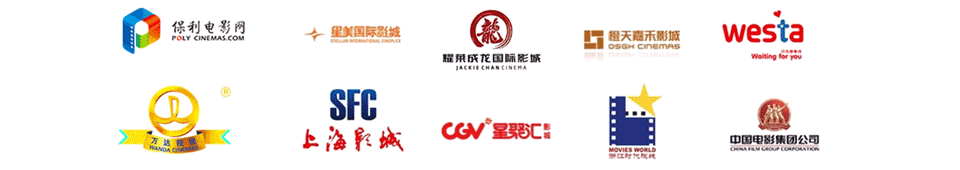 保利电影网
POLY CINEMAS.COM
星美国际影城
STELLAR INTERNATIONAL CINEPLEX
龍
耀莱成龙国际影城
JACKIE CHAN CINEMA
橙天嘉禾影城
OSGH CINEMAS
westa
Waiting for you
®
万达院线
WANDA CINEMAS
SFC
上海影城
CGV 星聚汇 影城
MOVIES WORLD
浙江时代院线
中国电影集团公司
CHINA FILM GROUP CORPORATION